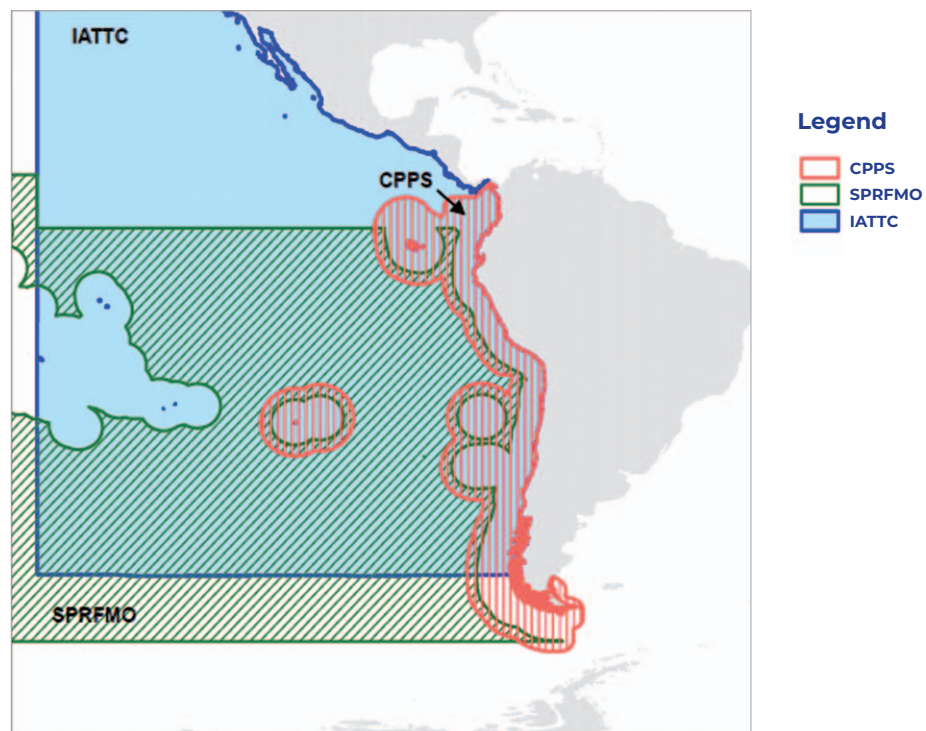 IATTC
CPPS
SPRFMO
Legend
CPPS
SPRFMO
IATTC